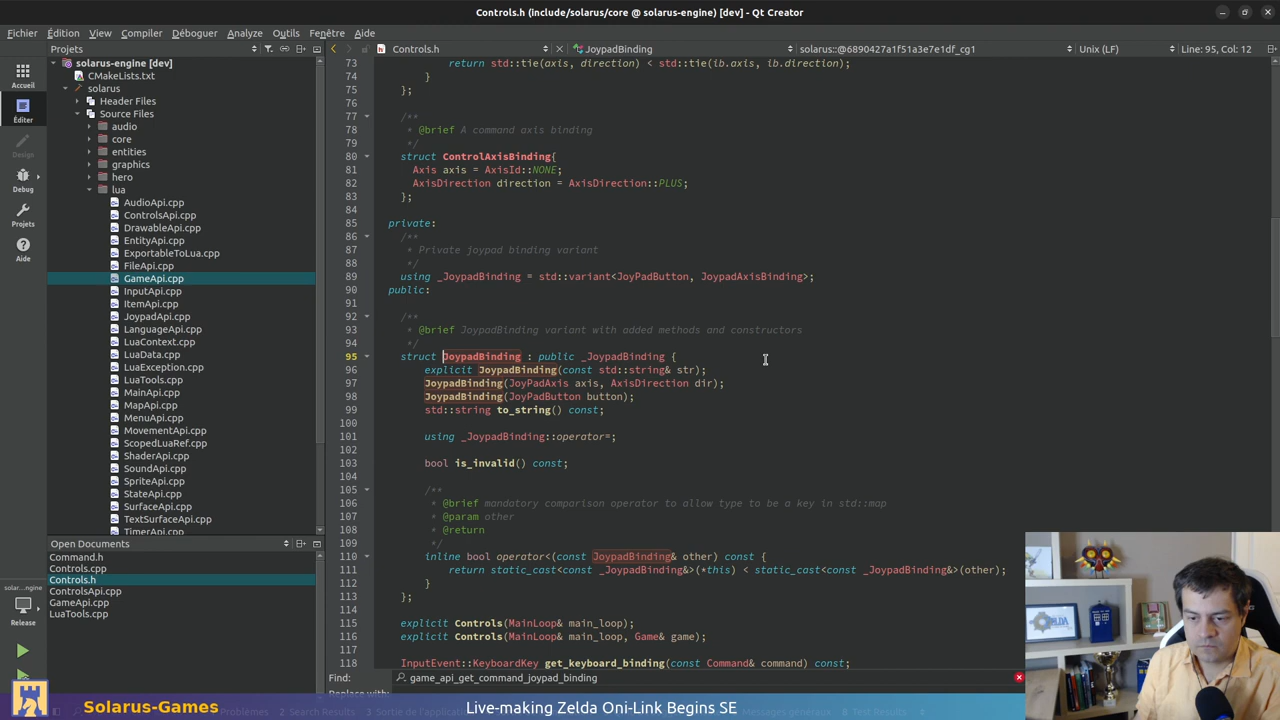 Controls.h (include/solarus/core @ solarus-engine) [dev] - Qt Creator
Fichier Édition View Compiler Déboguer Analyze Outils Fenêtre Aide
Projets Controls.h JoypadBinding solarus::@6890427a1f51a3e7e1df_cg1 Unix (LF) Line: 95, Col: 12
Accueil
Éditer
Design
Debug
Projets
Aide
solarus-engine [dev]
CMakeLists.txt
solarus
Header Files
Source Files
audio
core
entities
graphics
hero
lua
AudioApi.cpp
ControlsApi.cpp
DrawableApi.cpp
EntityApi.cpp
ExportableToLua.cpp
FileApi.cpp
GameApi.cpp
InputApi.cpp
ItemApi.cpp
JoypadApi.cpp
LanguageApi.cpp
LuaContext.cpp
LuaData.cpp
LuaException.cpp
LuaTools.cpp
MainApi.cpp
MapApi.cpp
MenuApi.cpp
MovementApi.cpp
ScopedLuaRef.cpp
ShaderApi.cpp
SoundApi.cpp
SpriteApi.cpp
StateApi.cpp
SurfaceApi.cpp
TextSurfaceApi.cpp
TimerApi.cpp
Open Documents
Command.h
Controls.cpp
Controls.h
ControlsApi.cpp
GameApi.cpp
LuaTools.cpp
solar...ngine
Release
73 return std::tie(axis, direction) < std::tie(ib.axis, ib.direction);
74 }
75 };
76
77 /**
78 * @brief A command axis binding
79 */
80 struct ControlAxisBinding{
81 Axis axis = AxisId::NONE;
82 AxisDirection direction = AxisDirection::PLUS;
83 };
84
85 private:
86 /**
87 * Private joypad binding variant
88 */
89 using _JoypadBinding = std::variant<JoyPadButton, JoypadAxisBinding>;
90 public:
91
92 /**
93 * @brief JoypadBinding variant with added methods and constructors
94 */
95 struct JoypadBinding : public _JoypadBinding {
96 explicit JoypadBinding(const std::string& str);
97 JoypadBinding(JoyPadAxis axis, AxisDirection dir);
98 JoypadBinding(JoyPadButton button);
99 std::string to_string() const;
100
101 using _JoypadBinding::operator=;
102
103 bool is_invalid() const;
104
105 /**
106 * @brief mandatory comparison operator to allow type to be a key in std::map
107 * @param other
108 * @return
109 */
110 inline bool operator<(const JoypadBinding& other) const {
111 return static_cast<const _JoypadBinding&>(*this) < static_cast<const _JoypadBinding&>(other);
112 }
113 };
114
115 explicit Controls(MainLoop& main_loop);
116 explicit Controls(MainLoop& main_loop, Game& game);
117
118 InputEvent::KeyboardKey get_keyboard_binding(const Command& command) const;
Find: game_api_get_command_joypad_binding
Replace with:
Solarus-Games Live-making Zelda Oni-Link Begins SE